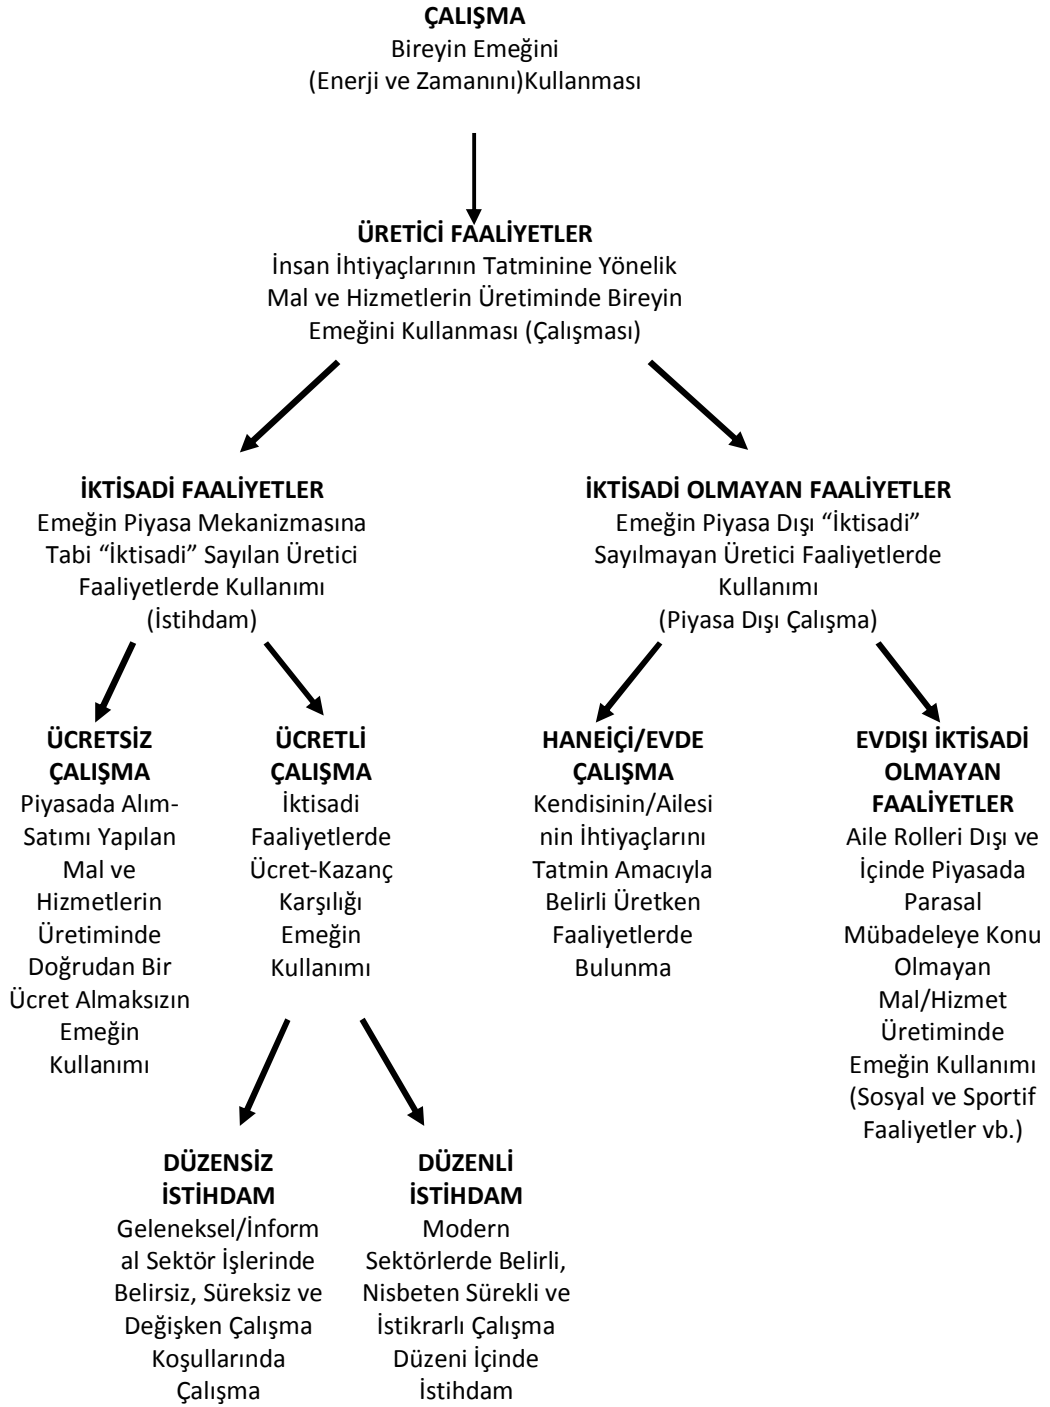 ÇALIŞMA
Bireyin Emeğini
(Enerji ve Zamanını)Kullanması
ÜRETİCİ FAALİYETLER
İnsan İhtiyaçlarının Tatminine Yönelik
Mal ve Hizmetlerin Üretiminde Bireyin
Emeğini Kullanması (Çalışması)
İKTİSADİ FAALİYETLER
Emeğin Piyasa Mekanizmasına
Tabi “İktisadi” Sayılan Üretici
Faaliyetlerde Kullanımı
(İstihdam)
İKTİSADİ OLMAYAN FAALİYETLER
Emeğin Piyasa Dışı “İktisadi”
Sayılmayan Üretici Faaliyetlerde
Kullanımı
(Piyasa Dışı Çalışma)
ÜCRETSİZ
ÇALIŞMA
Piyasada Alım-
Satımı Yapılan
Mal ve
Hizmetlerin
Üretiminde
Doğrudan Bir
Ücret Almaksızın
Emeğin
Kullanımı
ÜCRETLİ
ÇALIŞMA
İktisadi
Faaliyetlerde
Ücret-Kazanç
Karşılığı
Emeğin
Kullanımı
HANEİÇİ/EVDE
ÇALIŞMA
Kendisinin/Ailesi
nin İhtiyaçlarını
Tatmin Amacıyla
Belirli Üretken
Faaliyetlerde
Bulunma
EVDIŞI İKTİSADİ
OLMAYAN
FAALİYETLER
Aile Rolleri Dışı ve
İçinde Piyasada
Parasal
Mübadeleye Konu
Olmayan
Mal/Hizmet
Üretiminde
Emeğin Kullanımı
(Sosyal ve Sportif
Faaliyetler vb.)
DÜZENSİZ
İSTİHDAM
Geleneksel/İnform
al Sektör İşlerinde
Belirsiz, Süreksiz ve
Değişken Çalışma
Koşullarında
Çalışma
DÜZENLİ
İSTİHDAM
Modern
Sektörlerde Belirli,
Nisbeten Sürekli ve
İstikrarlı Çalışma
Düzeni İçinde
İstihdam